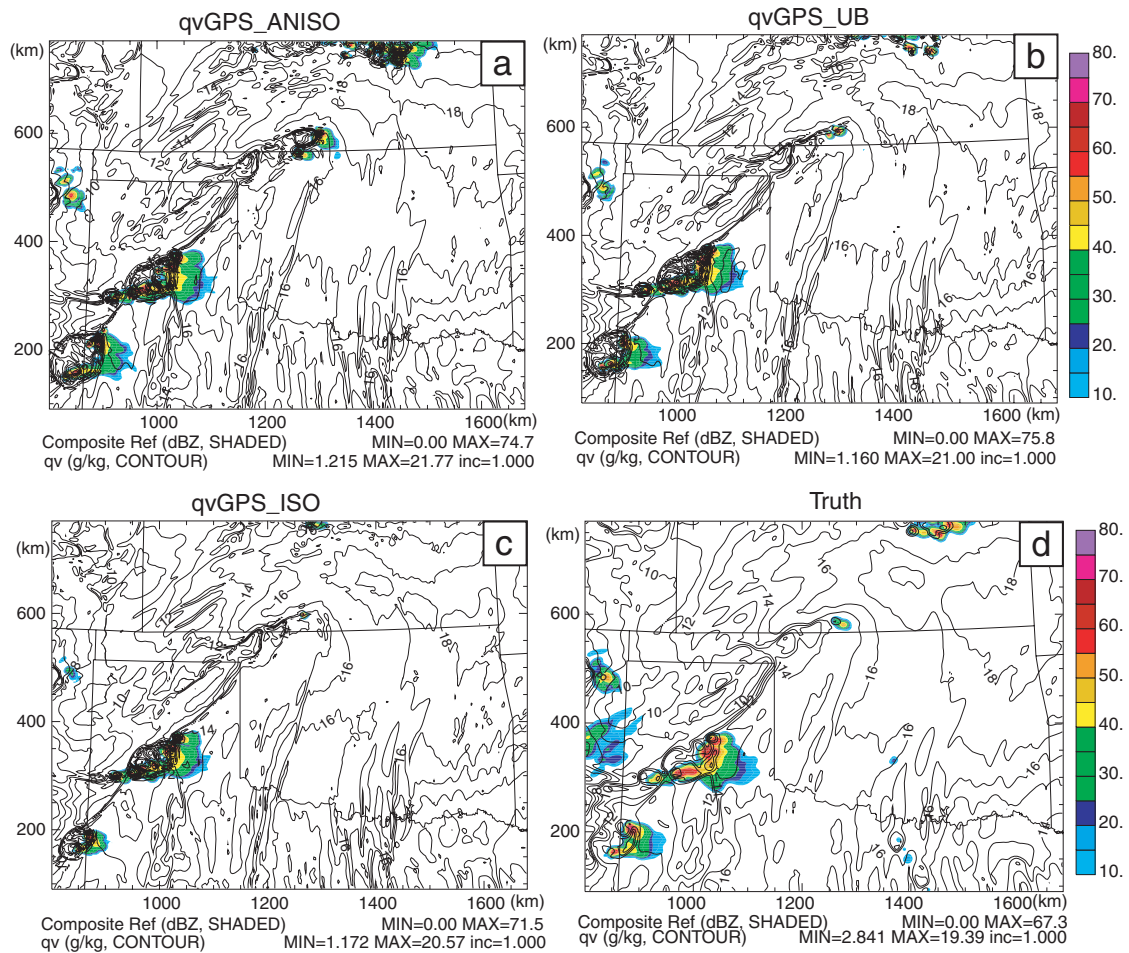 qvGPS_ANISO
qvGPS_UB
(km)
a
600
400
200
1000
1200
1400
1600(km)
Composite Ref (dBZ, SHADED) MIN=0.00 MAX=74.7
qv (g/kg, CONTOUR) MIN=1.215 MAX=21.77 inc=1.000
(km)
b
600
400
200
1000
1200
1400
1600 (km)
Composite Ref (dBZ, SHADED) MIN=0.00 MAX=75.8
qv (g/kg, CONTOUR) MIN=1.160 MAX=21.00 inc=1.000
80.
70.
60.
50.
40.
30.
20.
10.
qvGPS_ISO
Truth
(km)
c
600
400
200
1000
1200
1400
1600 (km)
Composite Ref (dBZ, SHADED) MIN=0.00 MAX=71.5
qv (g/kg, CONTOUR) MIN=1.172 MAX=20.57 inc=1.000
(km)
d
600
400
200
1000
1200
1400
1600 (km)
Composite Ref (dBZ, SHADED) MIN=0.00 MAX=67.3
qv (g/kg, CONTOUR) MIN=2.841 MAX=19.39 inc=1.000
80.
70.
60.
50.
40.
30.
20.
10.